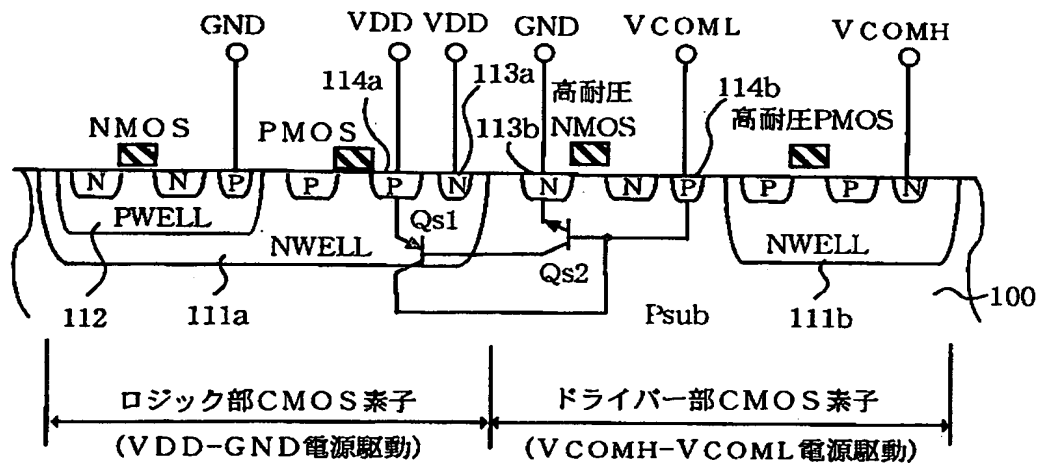 GND VDD VDD GND VCOML VCOMH
114a 113a 高耐圧 114b
NMOS PMOS 113b NMOS 高耐圧PMOS
N N P P P N N N P P P N
PWELL Qs1
NWELL Qs2 NWELL
112 111a Psub 111b 100
ロジック部CMOS素子 ドライバー部CMOS素子
(VDD-GND電源駆動) (VCOMH-VCOML電源駆動)